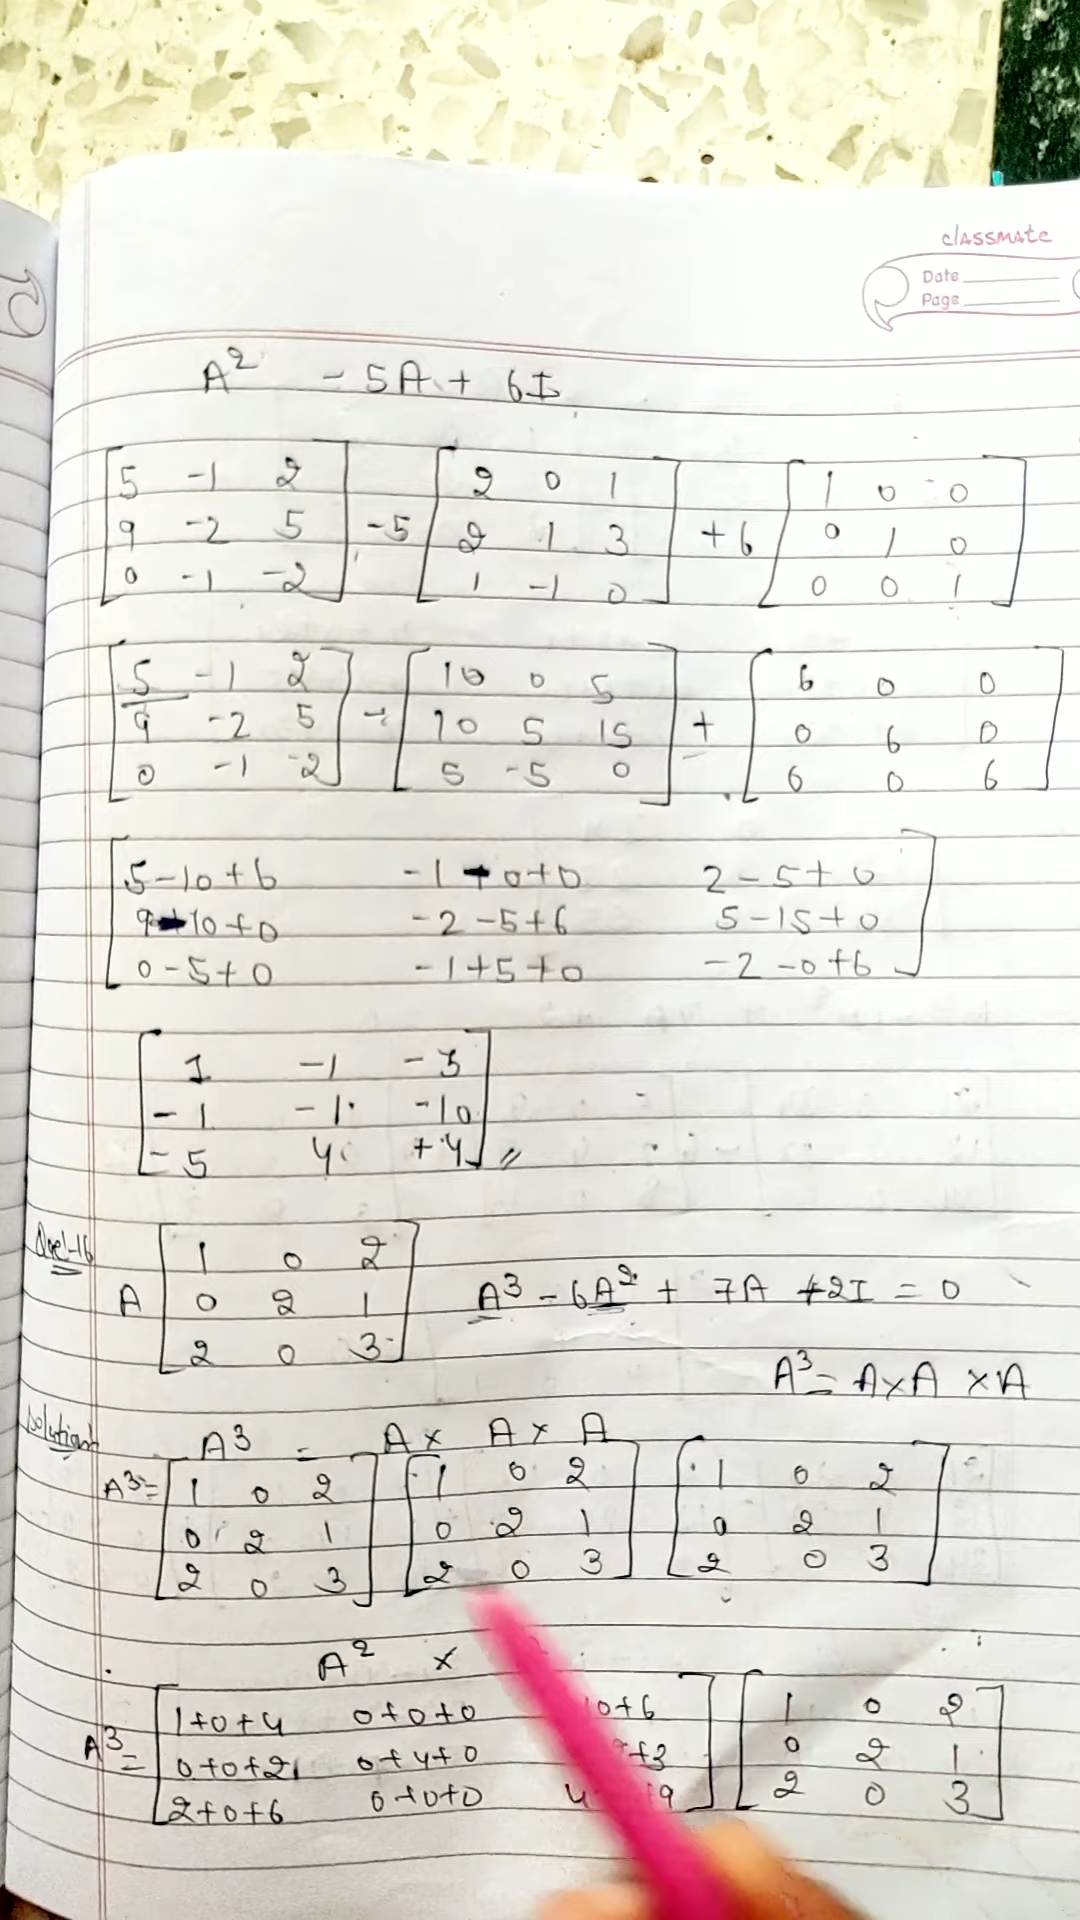 classmate
Date
Page
A² - 5A + 6I
[5 -1 2] -5 [2 0 1] +6 [1 0 0]
[9 -2 5] [2 1 3] [0 1 0]
[0 -1 -2] [1 -1 0] [0 0 1]
[5 -1 2] - [10 0 5] + [6 0 0]
[9 -2 5] [10 5 15] [0 6 0]
[0 -1 -2] [5 -5 0] [6 0 6]
[5-10+6 -1-0+0 2-5+0]
[9-10+0 -2-5+6 5-15+0]
[0-5+0 -1+5+0 -2-0+6]
[1 -1 -3]
[-1 -1 -10]
[-5 4 +4] //
Que-16
A [1 0 2] A³ - 6A² + 7A + 2I = 0
[0 2 1]
[2 0 3]
A³ = A×A×A
Solution
A³ = A× A× A
A³= [1 0 2] [1 0 2] [1 0 2]
[0 2 1] [0 2 1] [0 2 1]
[2 0 3] [2 0 3] [2 0 3]
A² ×
A³= [1+0+4 0+0+0 0+6] [1 0 2]
[0+0+2 0+4+0 +3] [0 2 1]
[2+0+6 0+0+0 4 +9] [2 0 3]